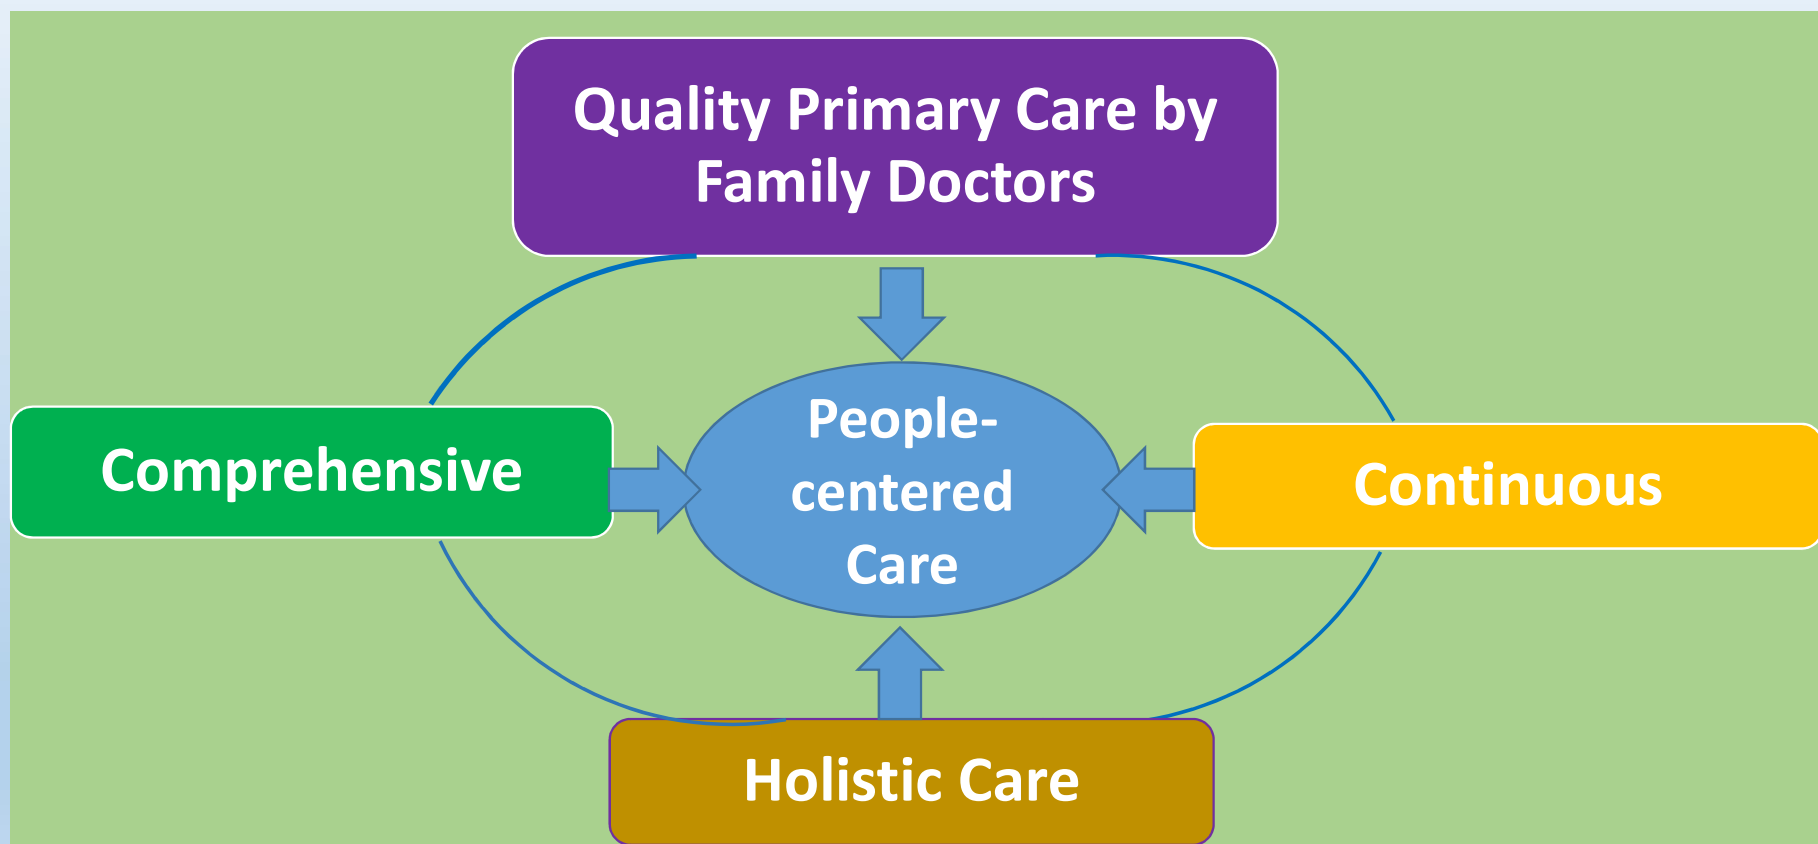 Quality Primary Care by
Family Doctors
Comprehensive
People-
centered
Care
Continuous
Holistic Care